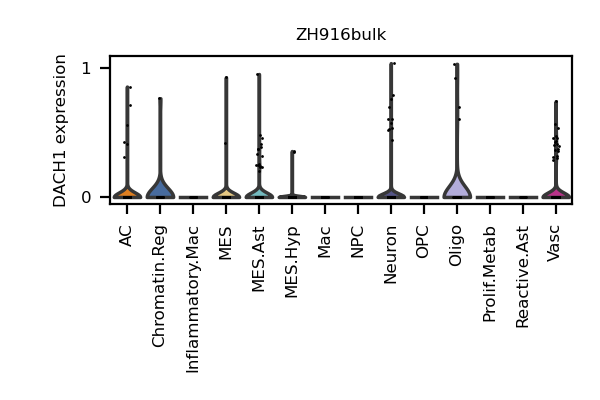 ZH916bulk
DACH1 expression
1
0
AC
Chromatin.Reg
Inflammatory.Mac
MES
MES.Ast
MES.Hyp
Mac
NPC
Neuron
OPC
Oligo
Prolif.Metab
Reactive.Ast
Vasc